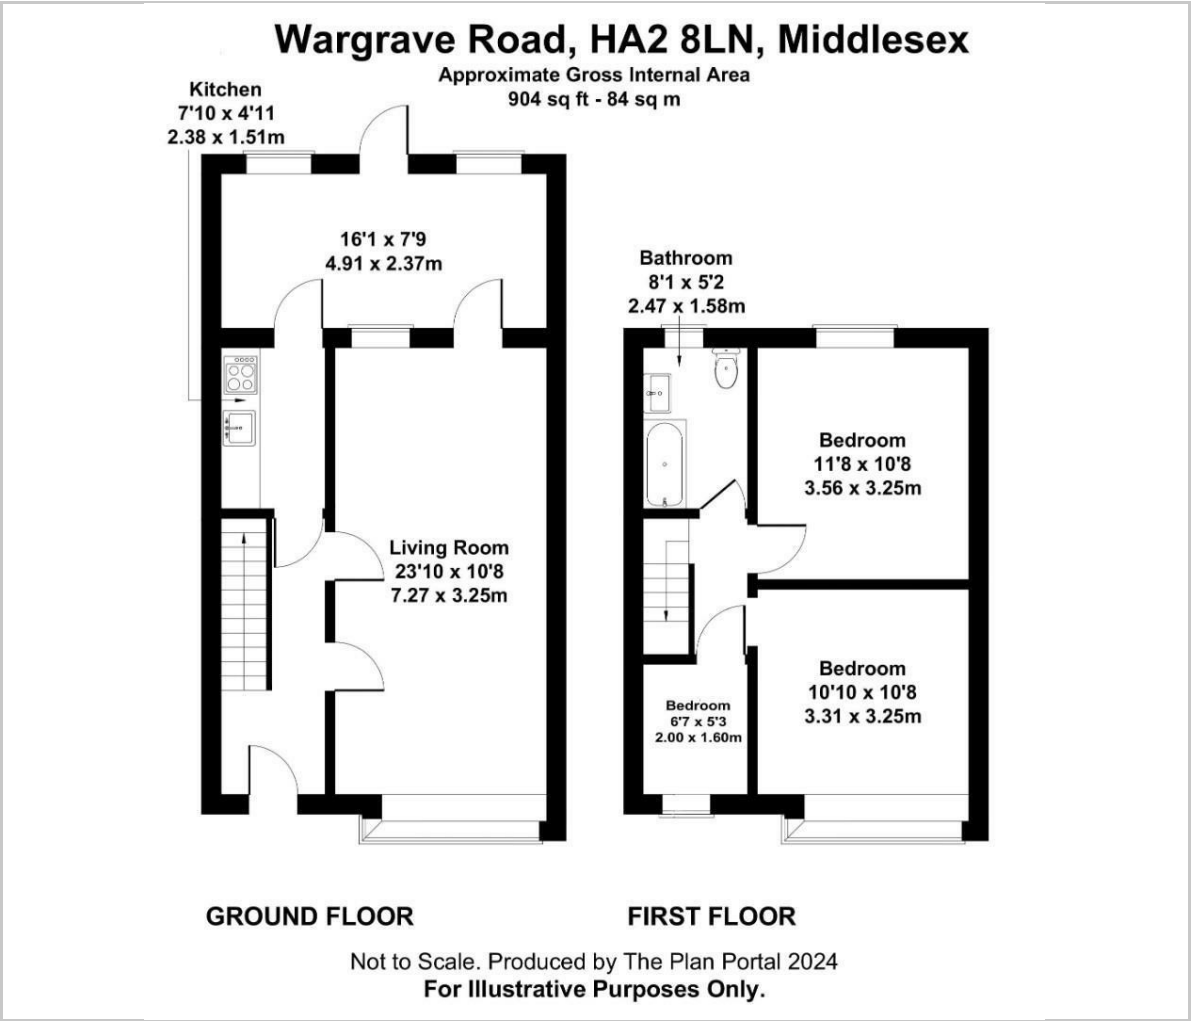 Wargrave Road, HA2 8LN, Middlesex
Approximate Gross Internal Area
904 sq ft - 84 sq m
Kitchen
7'10 x 4'11
2.38 x 1.51m
16'1 x 7'9
4.91 x 2.37m
Living Room
23'10 x 10'8
7.27 x 3.25m
Bathroom
8'1 x 5'2
2.47 x 1.58m
Bedroom
11'8 x 10'8
3.56 x 3.25m
Bedroom
10'10 x 10'8
3.31 x 3.25m
Bedroom
6'7 x 5'3
2.00 x 1.60m
GROUND FLOOR
FIRST FLOOR
Not to Scale. Produced by The Plan Portal 2024
For Illustrative Purposes Only.